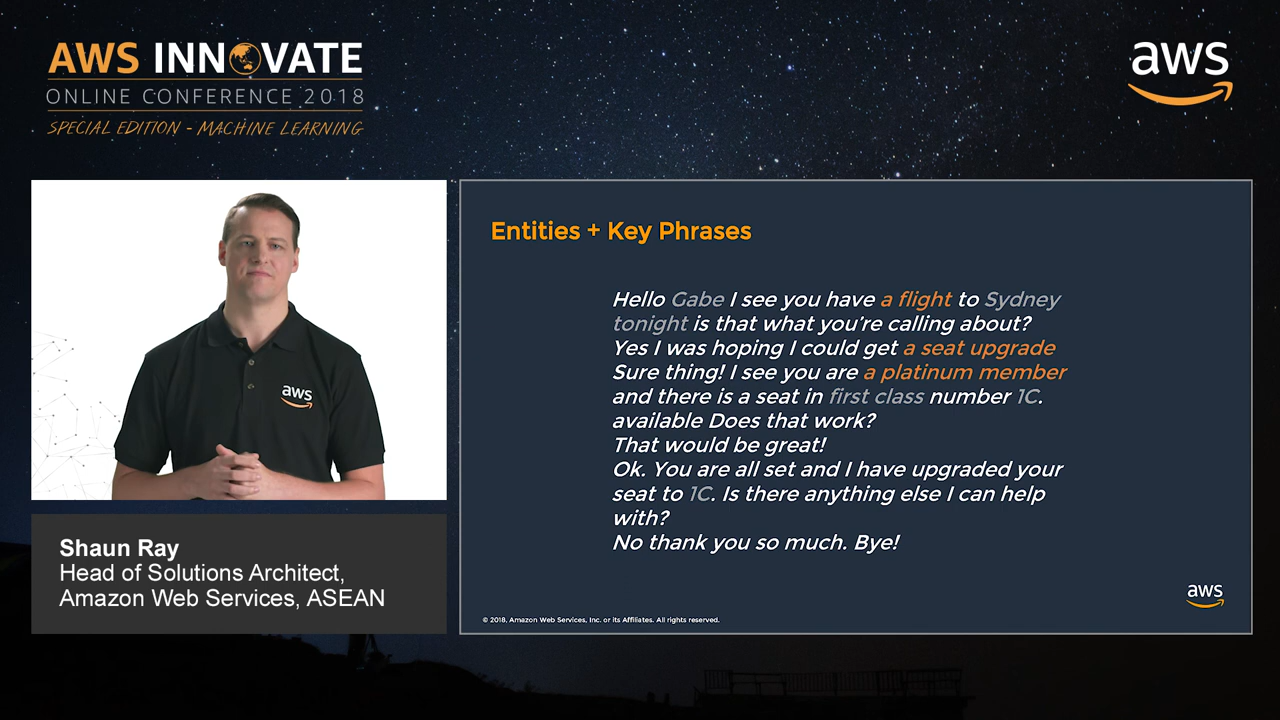 AWS INNOVATE
ONLINE CONFERENCE 2018
SPECIAL EDITION - MACHINE LEARNING
aws
aws
Shaun Ray
Head of Solutions Architect,
Amazon Web Services, ASEAN
Entities + Key Phrases
Hello Gabe I see you have a flight to Sydney
tonight is that what you're calling about?
Yes I was hoping I could get a seat upgrade
Sure thing! I see you are a platinum member
and there is a seat in first class number 1C.
available Does that work?
That would be great!
Ok. You are all set and I have upgraded your
seat to 1C. Is there anything else I can help
with?
No thank you so much. Bye!
aws
© 2018, Amazon Web Services, Inc. or its Affiliates. All rights reserved.